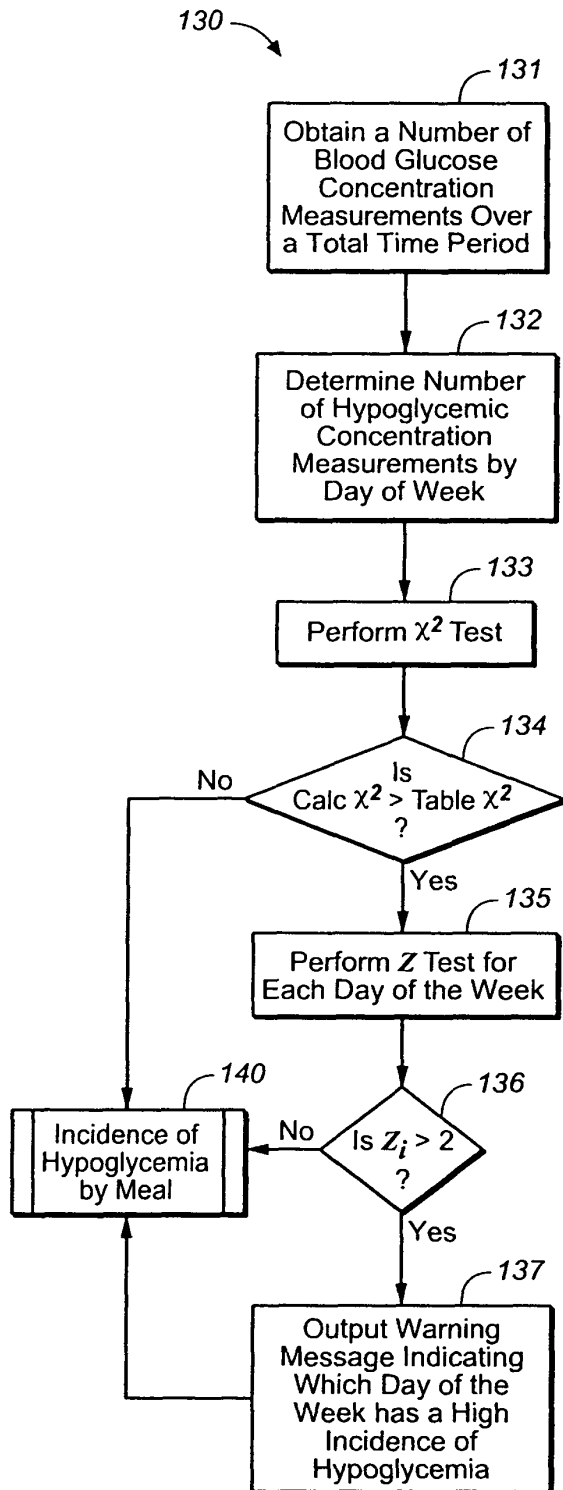 130
131
Obtain a Number of
Blood Glucose
Concentration
Measurements Over
a Total Time Period
132
Determine Number
of Hypoglycemic
Concentration
Measurements by
Day of Week
133
Perform χ² Test
134
Is
Calc χ² > Table χ²
?
No
Yes
135
Perform Z Test for
Each Day of the Week
136
Is Zᵢ > 2
?
No
Yes
140
Incidence of
Hypoglycemia
by Meal
137
Output Warning
Message Indicating
Which Day of the
Week has a High
Incidence of
Hypoglycemia